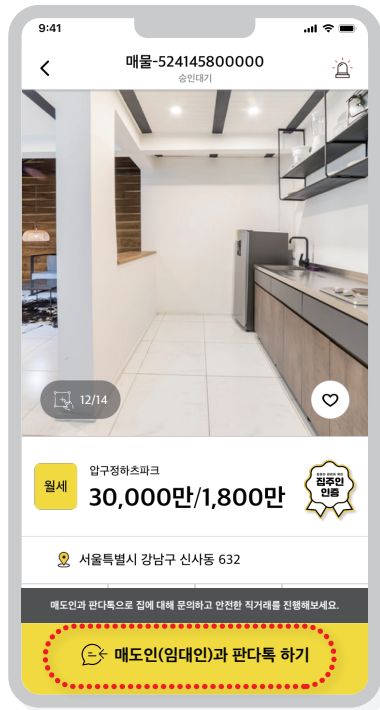 9:41
매물-524145800000
승인대기
12/14
월세
압구정하츠파크
30,000만/1,800만
집주인
인증
서울특별시 강남구 신사동 632
매도인과 판다톡으로 집에 대해 문의하고 안전한 직거래를 진행해보세요.
매도인(임대인)과 판다톡 하기